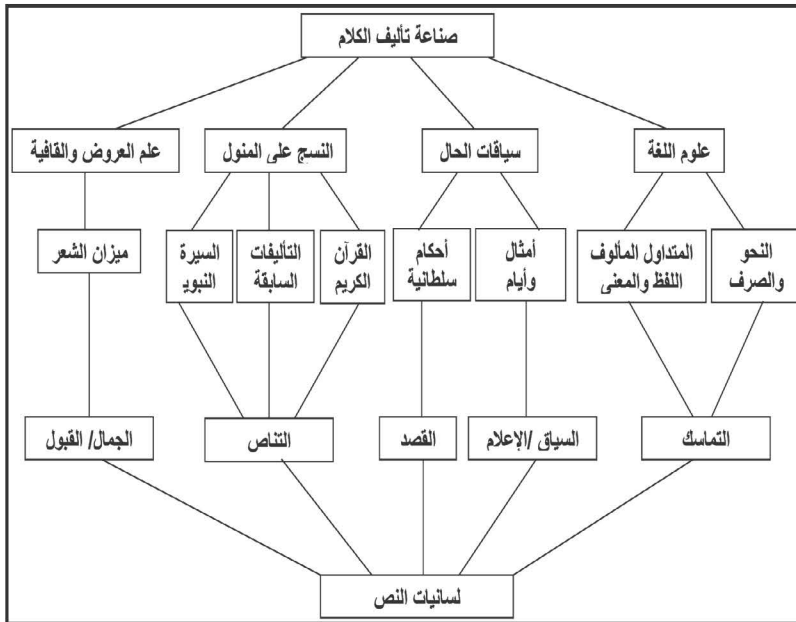 صناعة تأليف الكلام
علوم اللغة
سياقات الحال
النسج على المنول
علم العروض والقافية
النحو
والصرف
المتداول المألوف
اللفظ والمعنى
أمثال
وأيام
أحكام
سلطانية
القرآن
الكريم
التأليفات
السابقة
السيرة
النبوي
ميزان الشعر
التماسك
السياق /الإعلام
القصد
التناص
الجمال/ القبول
لسانيات النص